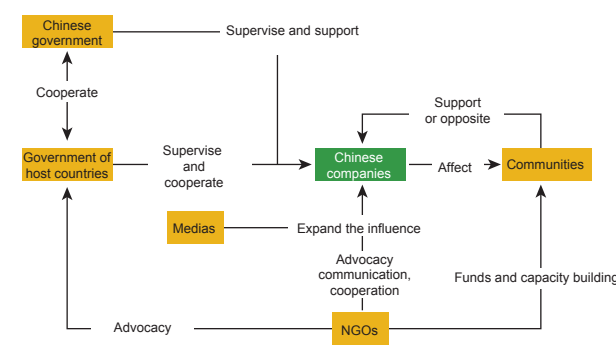 Chinese
government
Supervise and support
Cooperate
Support
or opposite
Government of
host countries
Supervise
and
cooperate
Chinese
companies
Affect
Communities
Medias
Expand the influence
Advocacy
communication,
cooperation
Funds and capacity building
Advocacy
NGOs